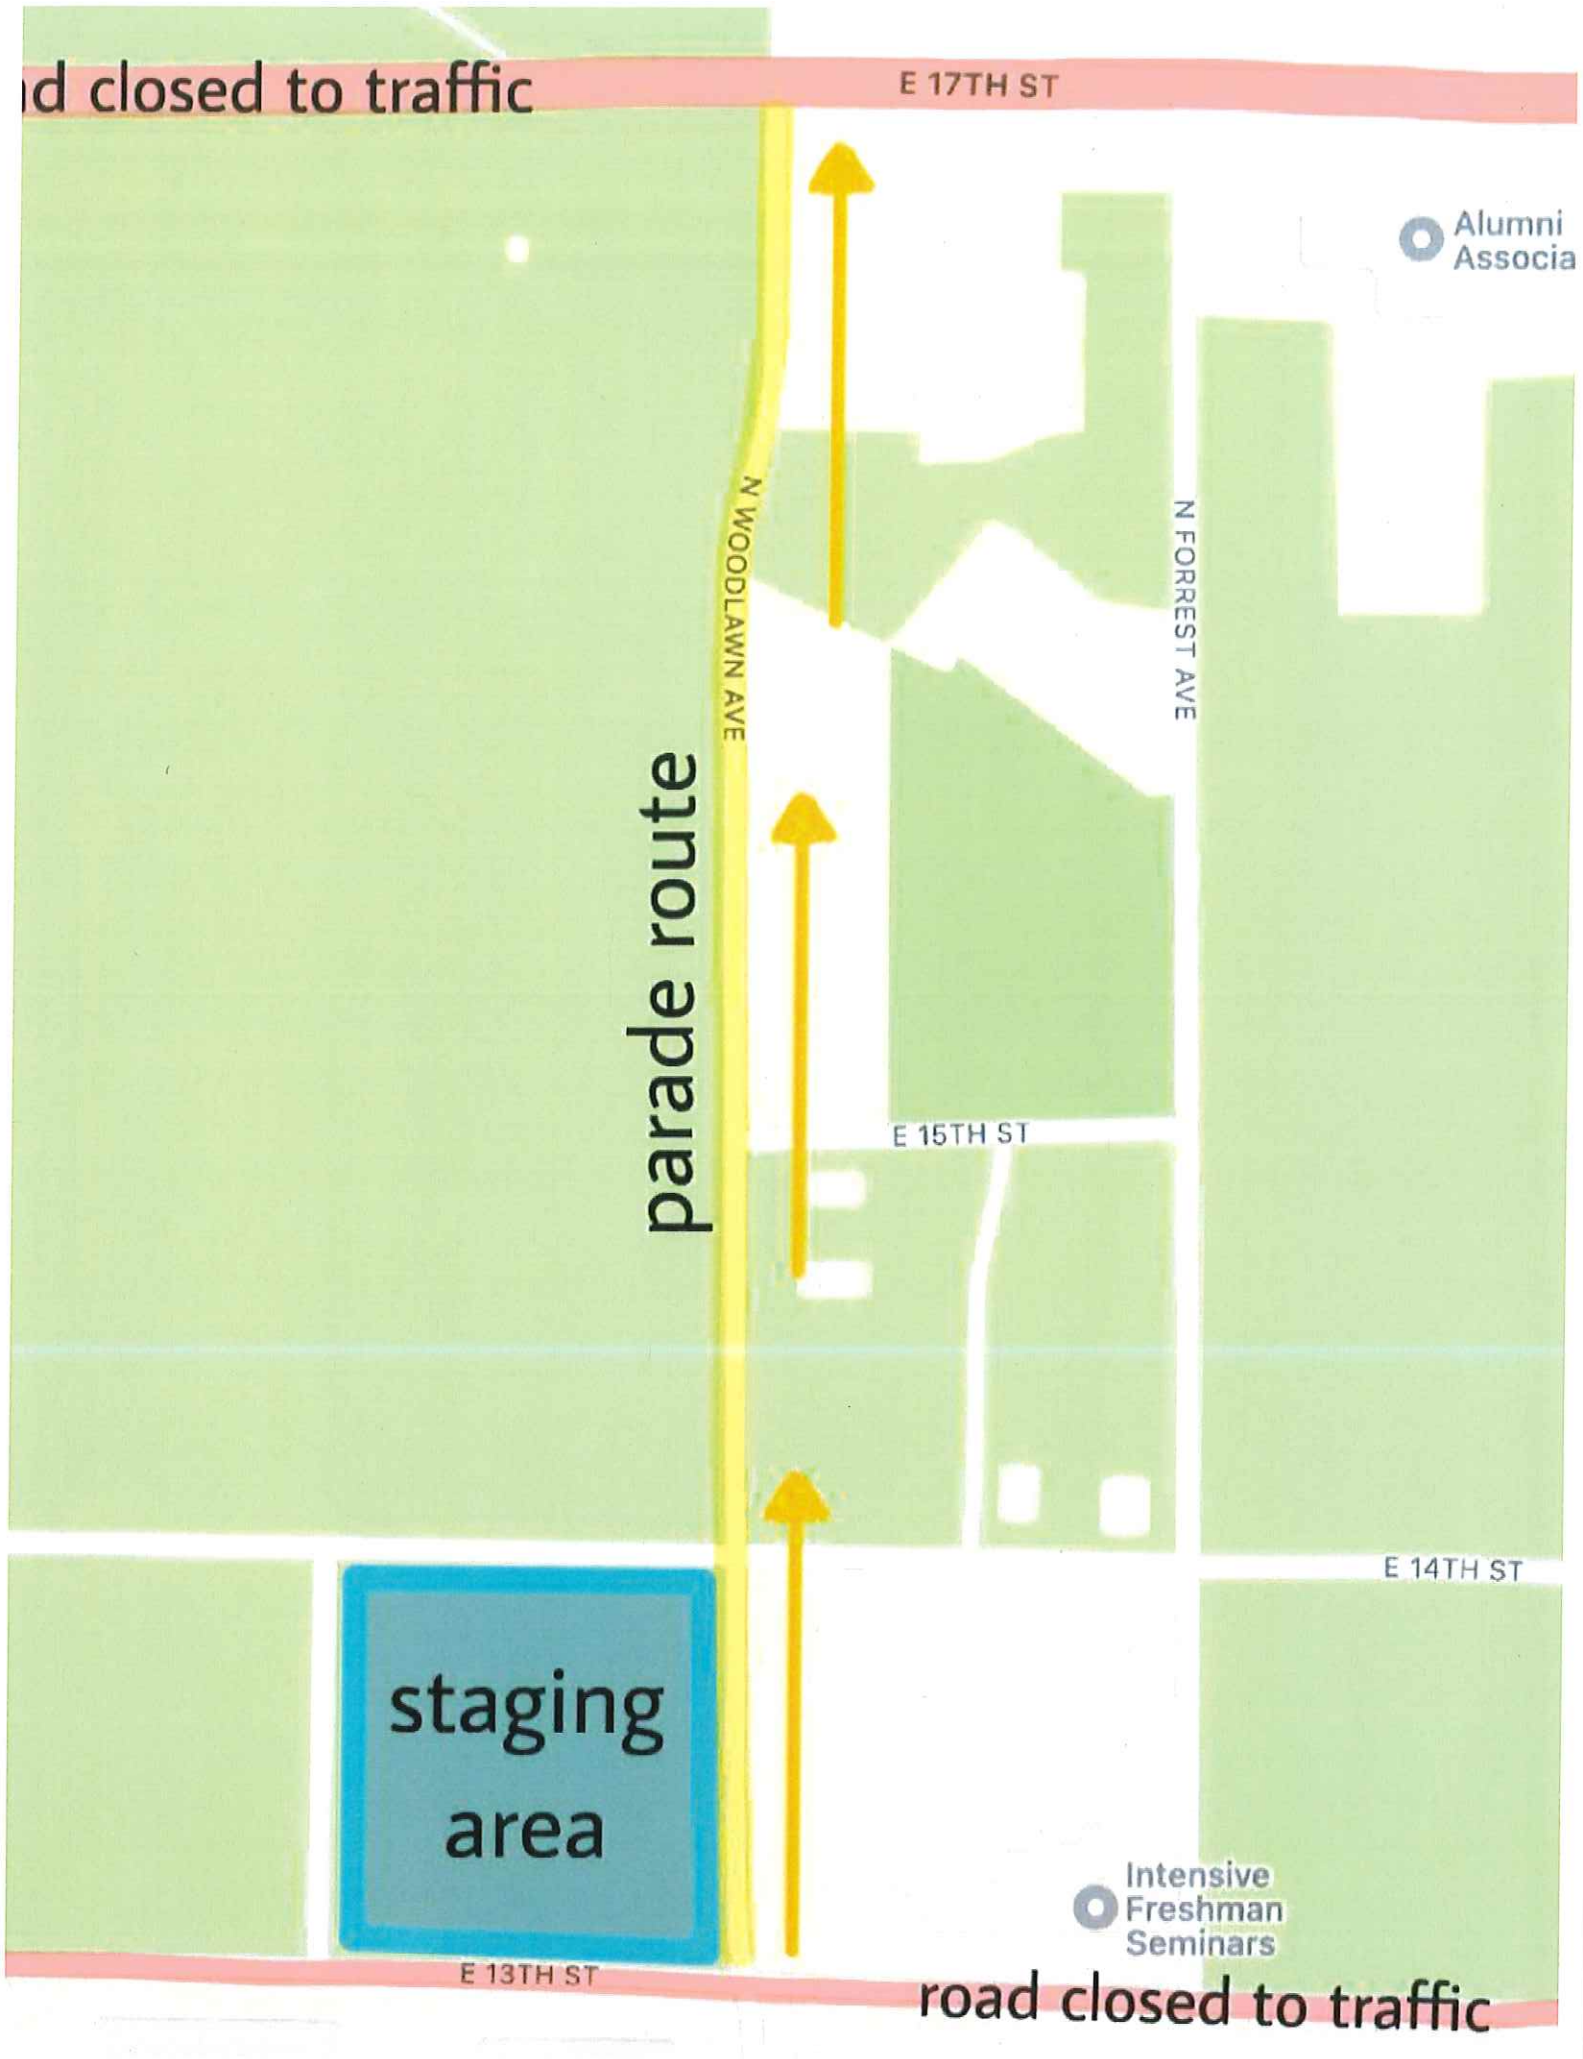 d closed to traffic
E 17TH ST
Alumni
Associa
N WOODLAWN AVE
N FORREST AVE
parade route
E 15TH ST
E 14TH ST
staging
area
Intensive
Freshman
Seminars
E 13TH ST
road closed to traffic